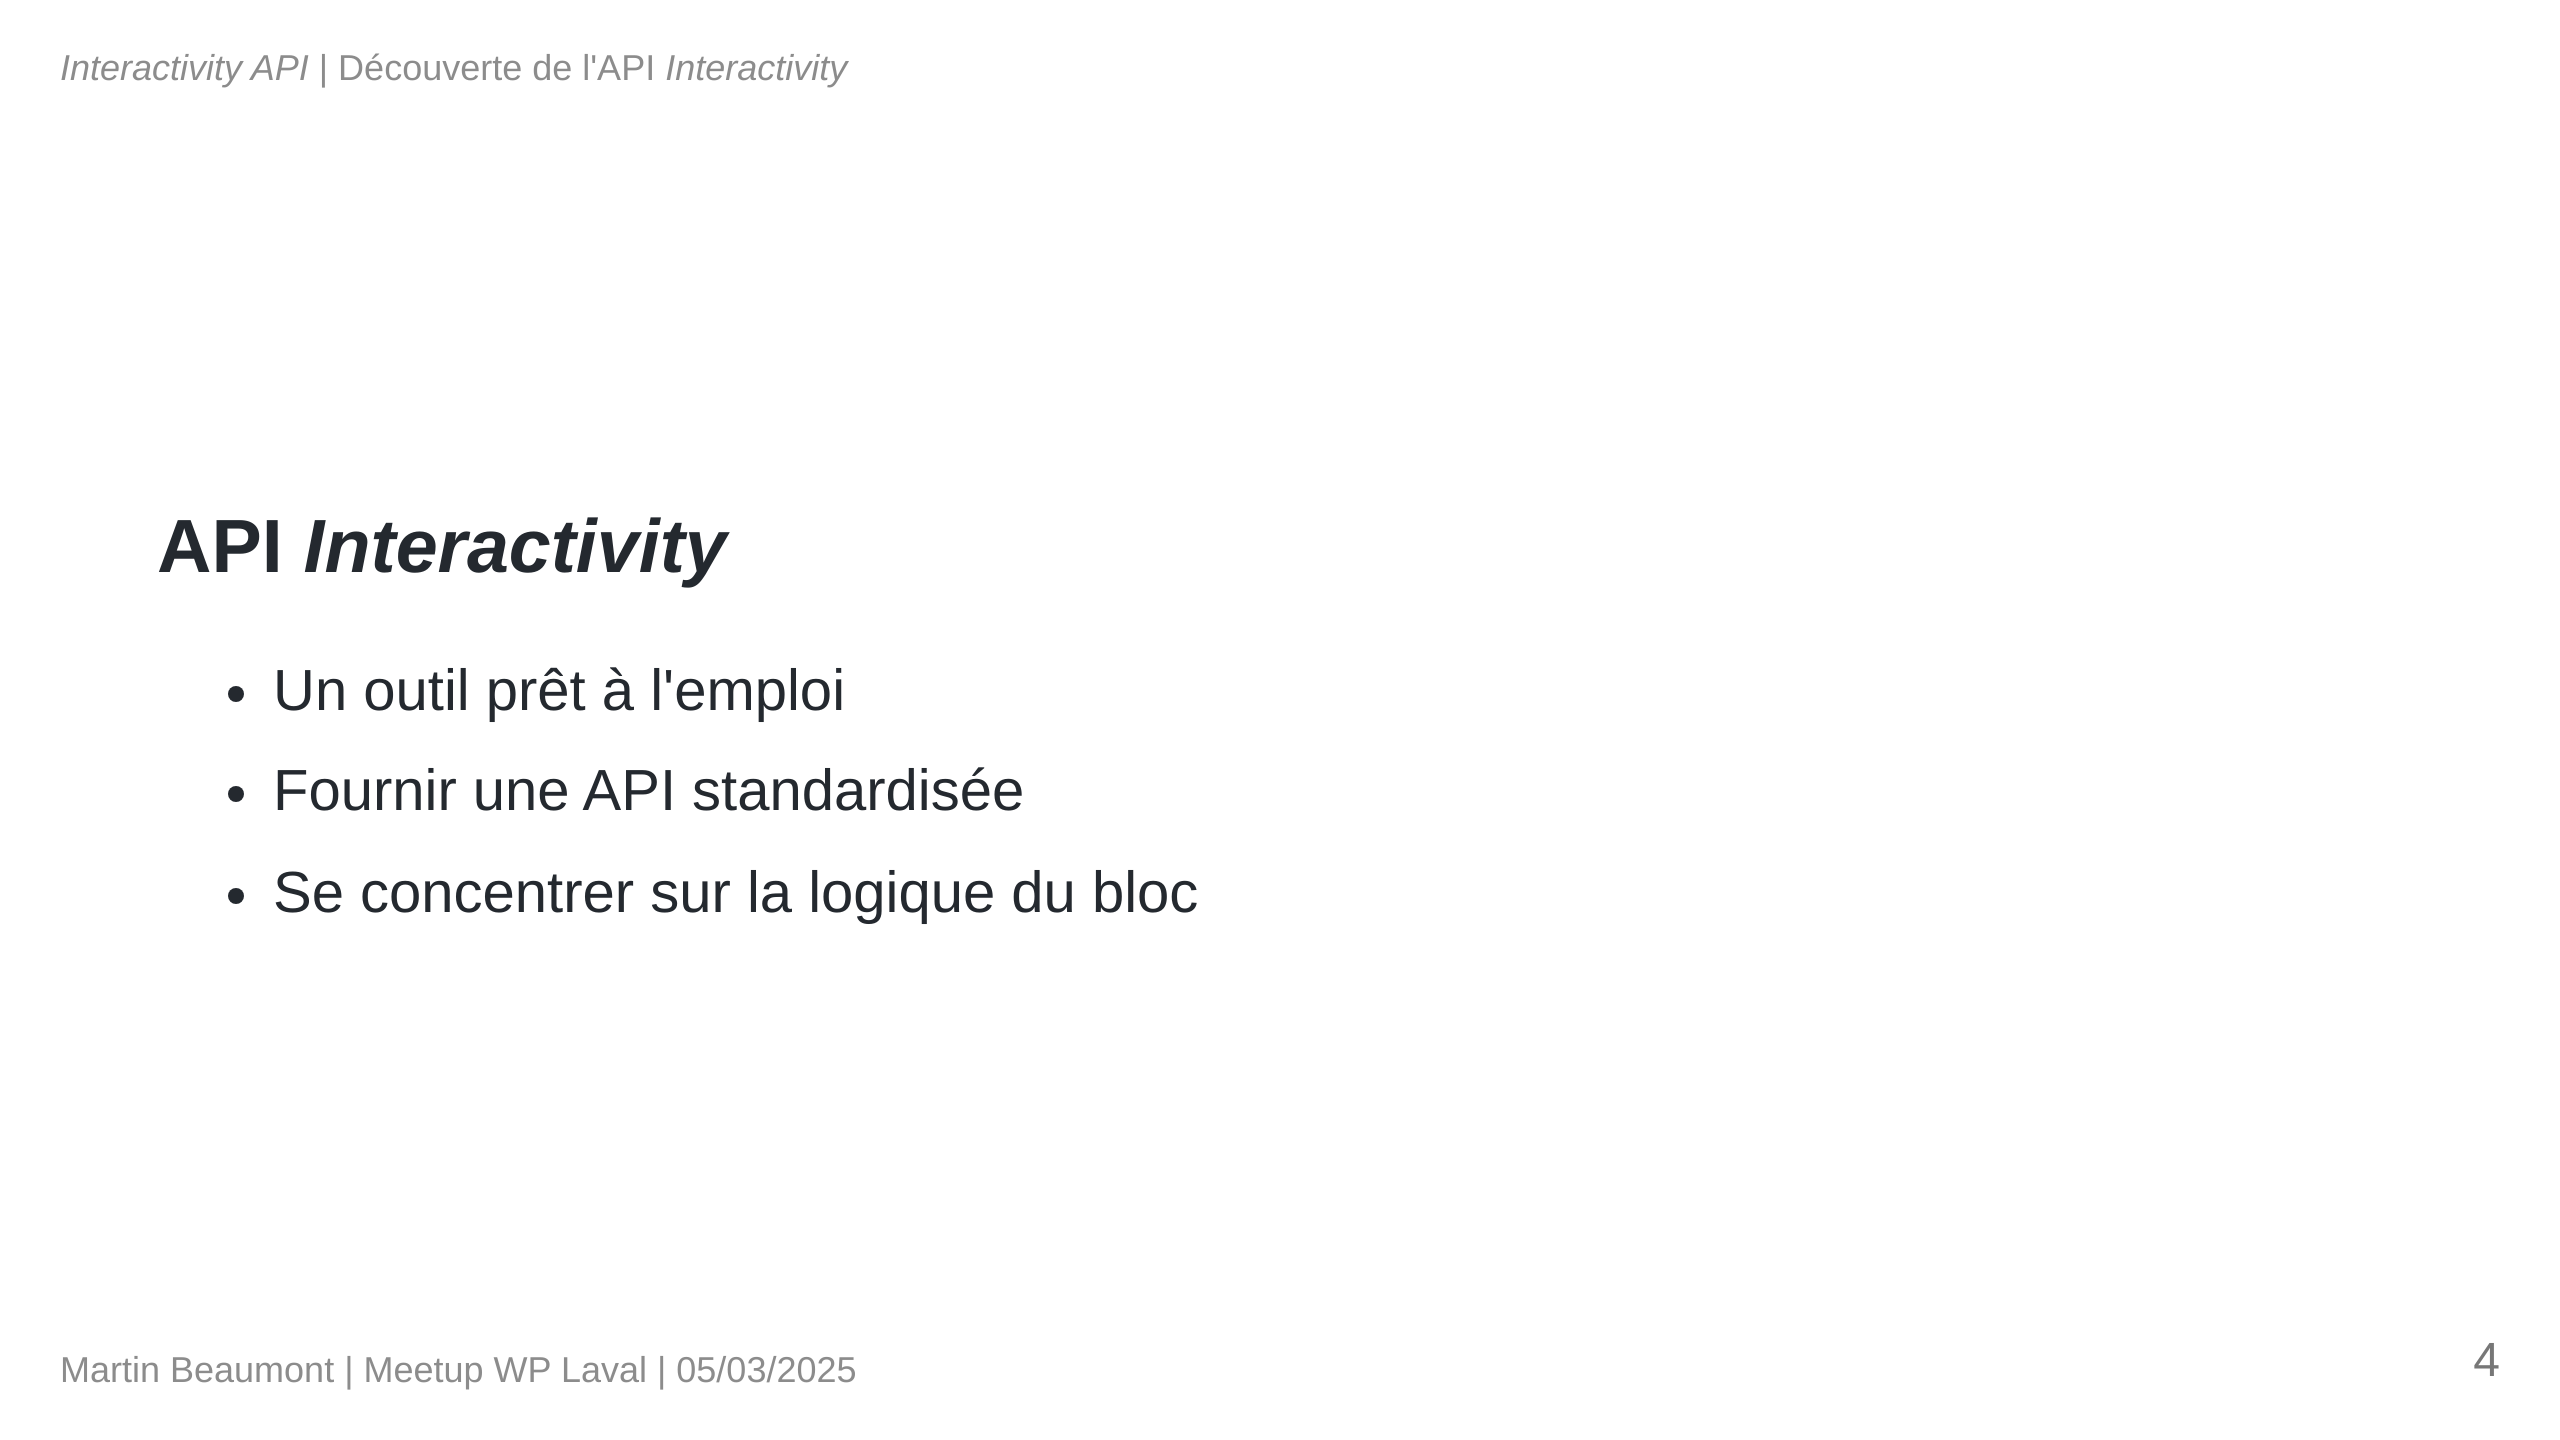 Interactivity API | Découverte de l'API Interactivity
API Interactivity
• Un outil prêt à l'emploi
• Fournir une API standardisée
• Se concentrer sur la logique du bloc
Martin Beaumont | Meetup WP Laval | 05/03/2025
4